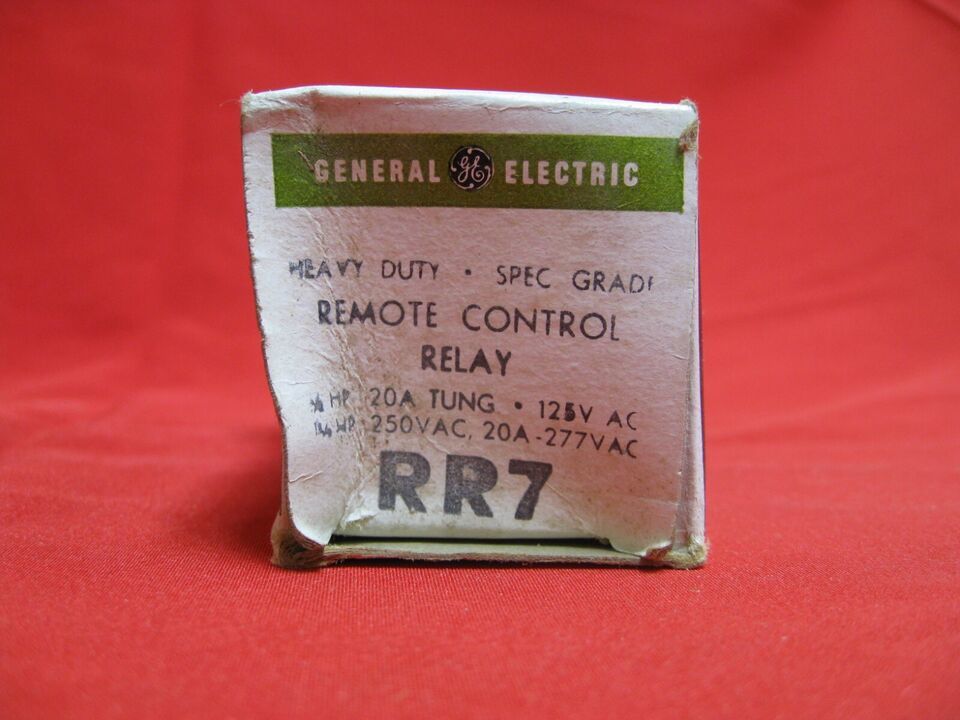 GENERAL GE ELECTRIC
HEAVY DUTY • SPEC GRADE
REMOTE CONTROL
RELAY
HP 20A TUNG • 125V AC
HP 250VAC, 20A-277VAC
RR7